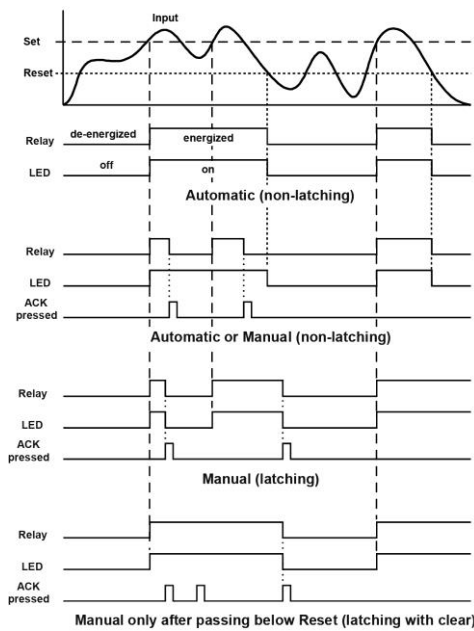 Input
Set
Reset
de-energized energized
Relay
off on
LED
Automatic (non-latching)
Relay
LED
ACK
pressed
Automatic or Manual (non-latching)
Relay
LED
ACK
pressed
Manual (latching)
Relay
LED
ACK
pressed
Manual only after passing below Reset (latching with clear)